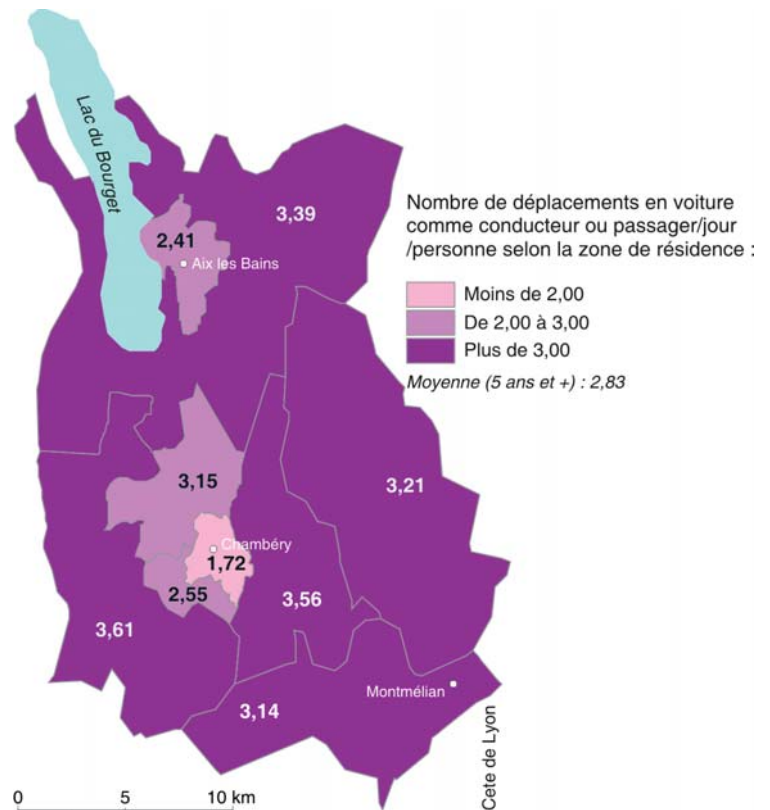 Lac du Bourget
3,39
2,41
Aix les Bains
Nombre de déplacements en voiture
comme conducteur ou passager/jour
/personne selon la zone de résidence :
Moins de 2,00
De 2,00 à 3,00
Plus de 3,00
Moyenne (5 ans et +) : 2,83
3,15
3,21
Chambéry
1,72
2,55
3,56
3,61
Montmélian
3,14
Cete de Lyon
0 5 10 km